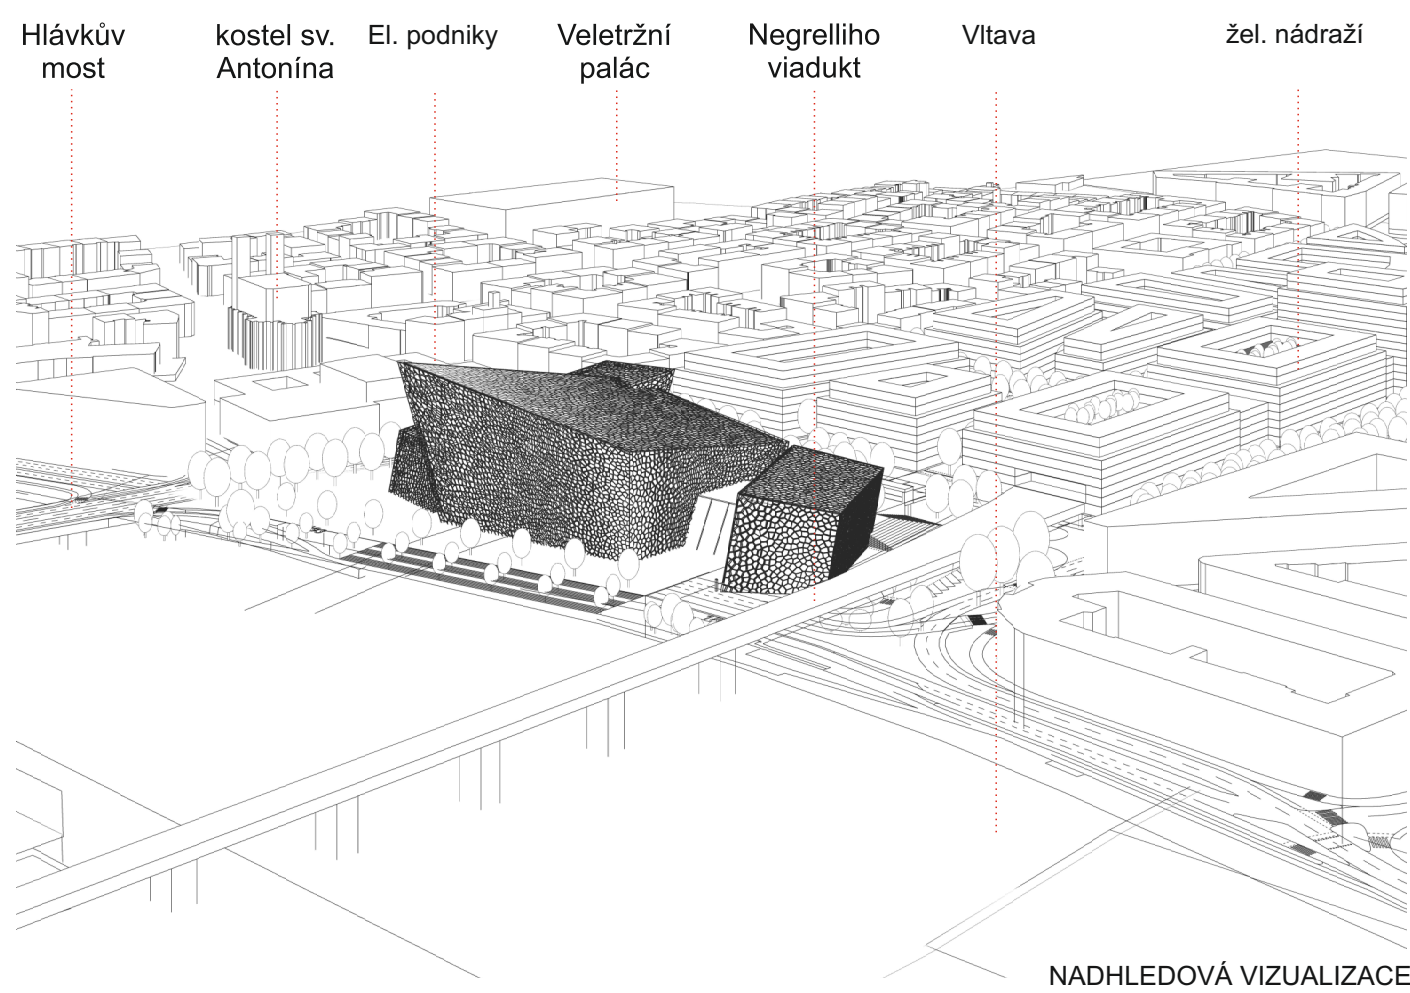 Hlávkův
most
kostel sv.
Antonína
El. podniky
Veletržní
palác
Negrelliho
viadukt
Vltava
žel. nádraží
NADHLEDOVÁ VIZUALIZACE